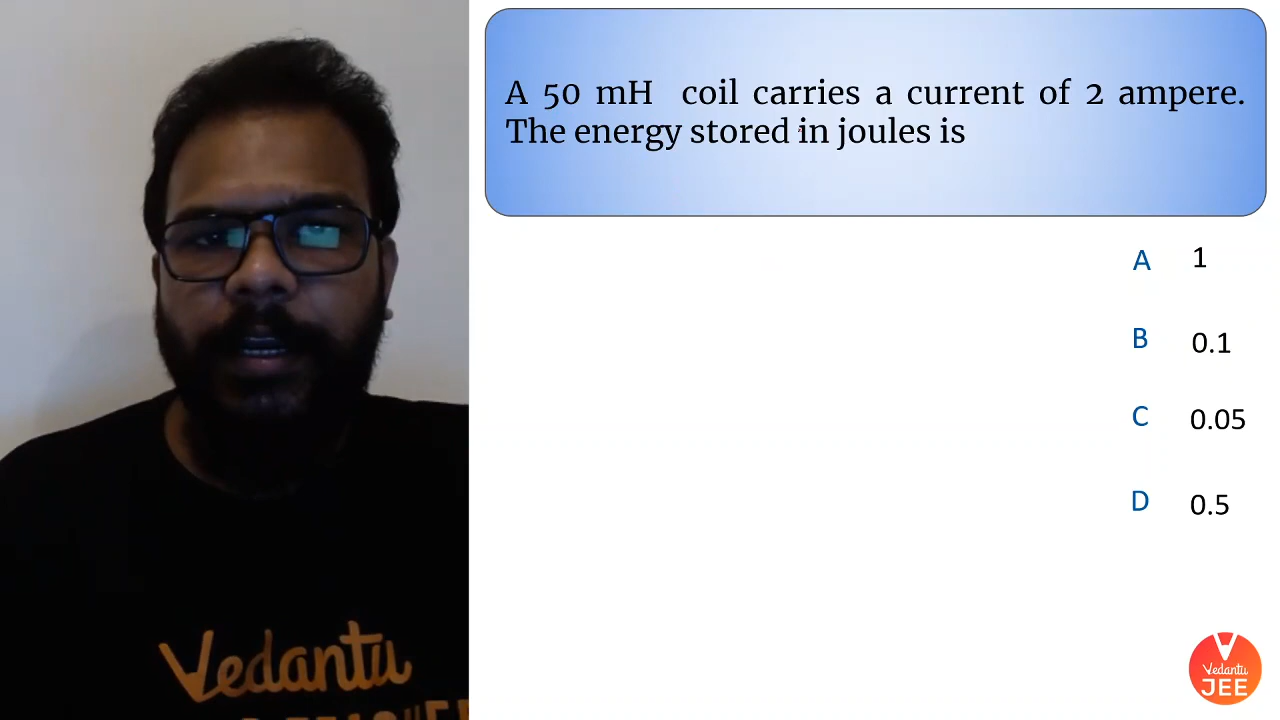 A 50 mH coil carries a current of 2 ampere.
The energy stored in joules is
A 1
B 0.1
C 0.05
D 0.5
Vedantu
Vedantu
JEE